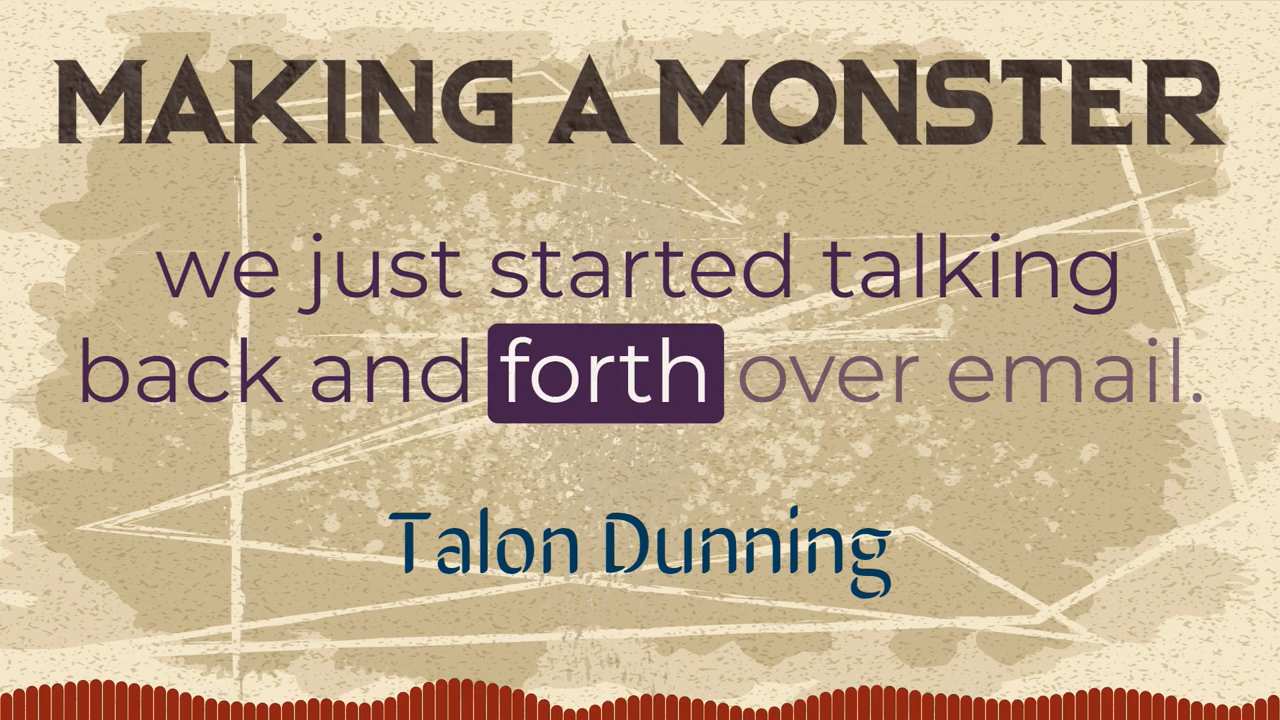 MAKING A MONSTER
we just started talking
back and forth over email.
Talon Dunning